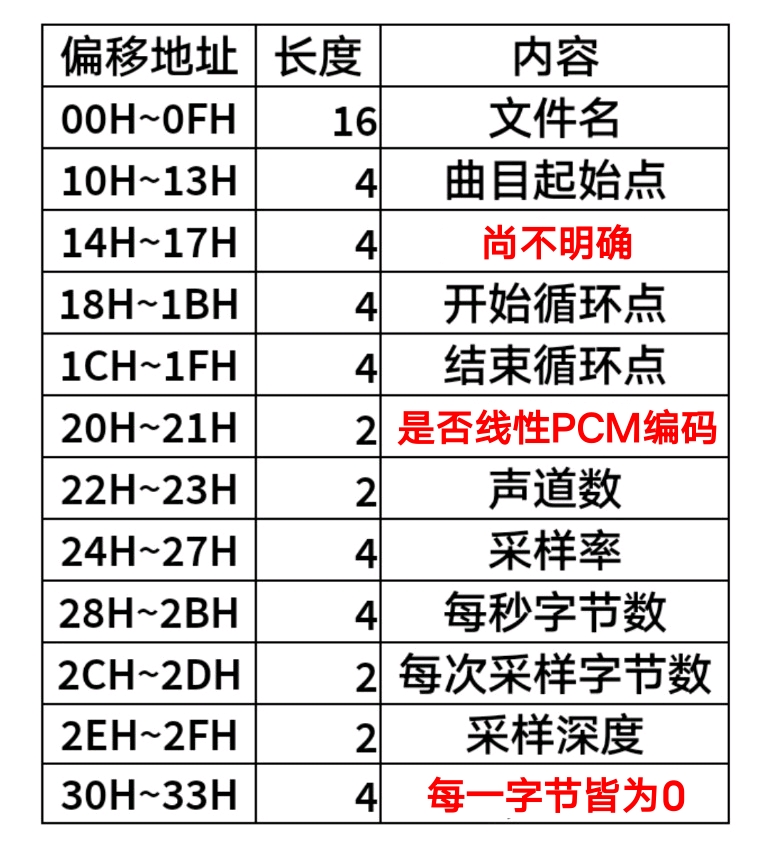 偏移地址 长度 内容
00H~0FH 16 文件名
10H~13H 4 曲目起始点
14H~17H 4 尚不明确
18H~1BH 4 开始循环点
1CH~1FH 4 结束循环点
20H~21H 2 是否线性PCM编码
22H~23H 2 声道数
24H~27H 4 采样率
28H~2BH 4 每秒字节数
2CH~2DH 2 每次采样字节数
2EH~2FH 2 采样深度
30H~33H 4 每一字节皆为0